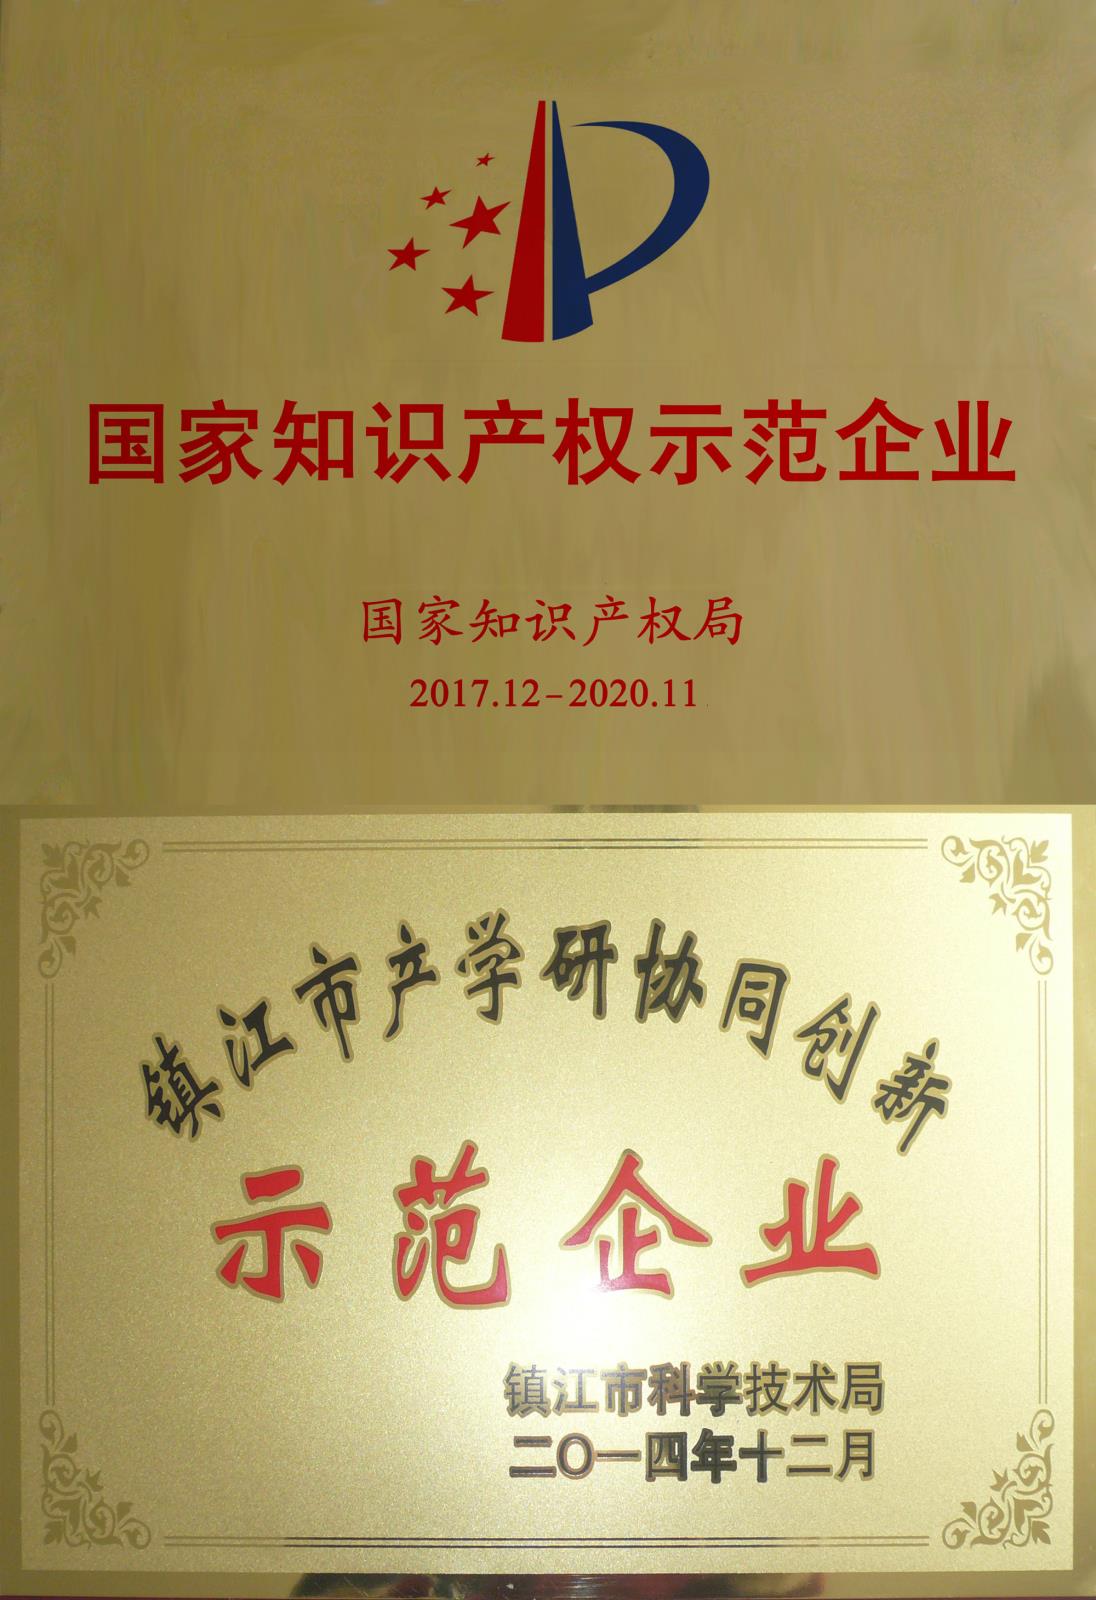 国家知识产权示范企业
国家知识产权局
2017.12-2020.11
镇江市产学研协同创新
示范企业
镇江市科学技术局
二〇一四年十二月